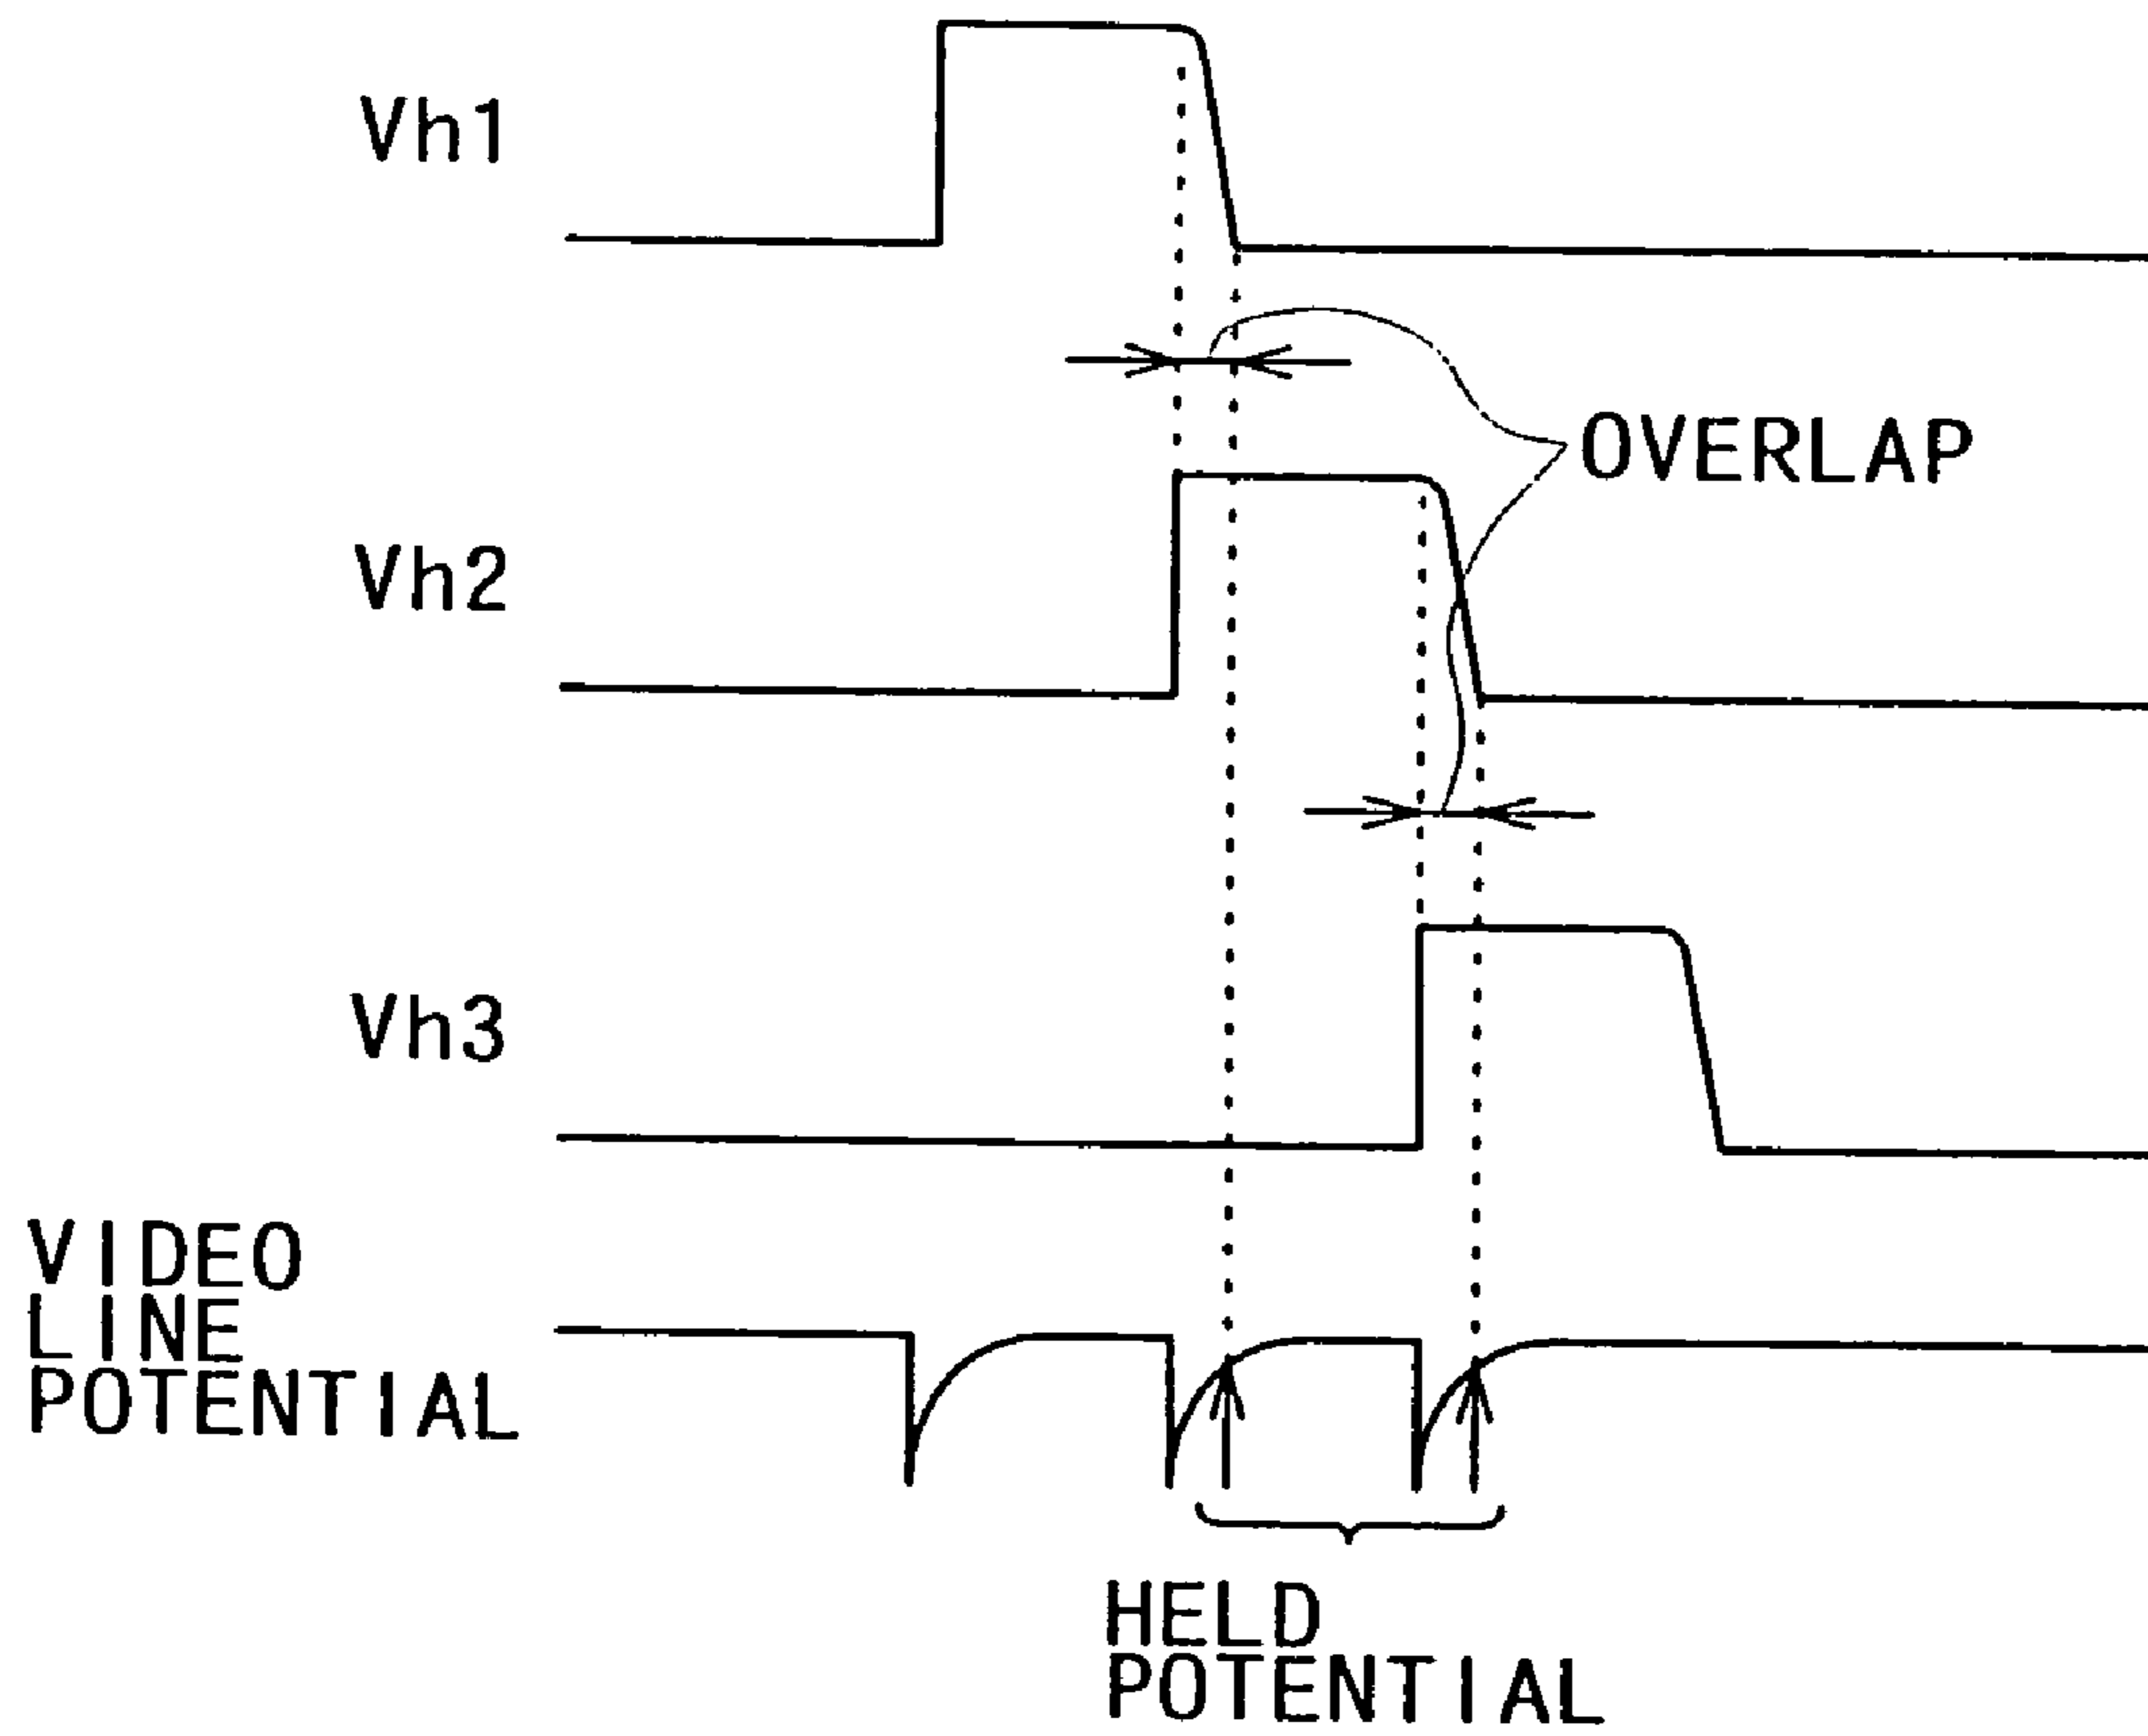 Vh1
OVERLAP
Vh2
Vh3
VIDEO
LINE
POTENTIAL
HELD
POTENTIAL